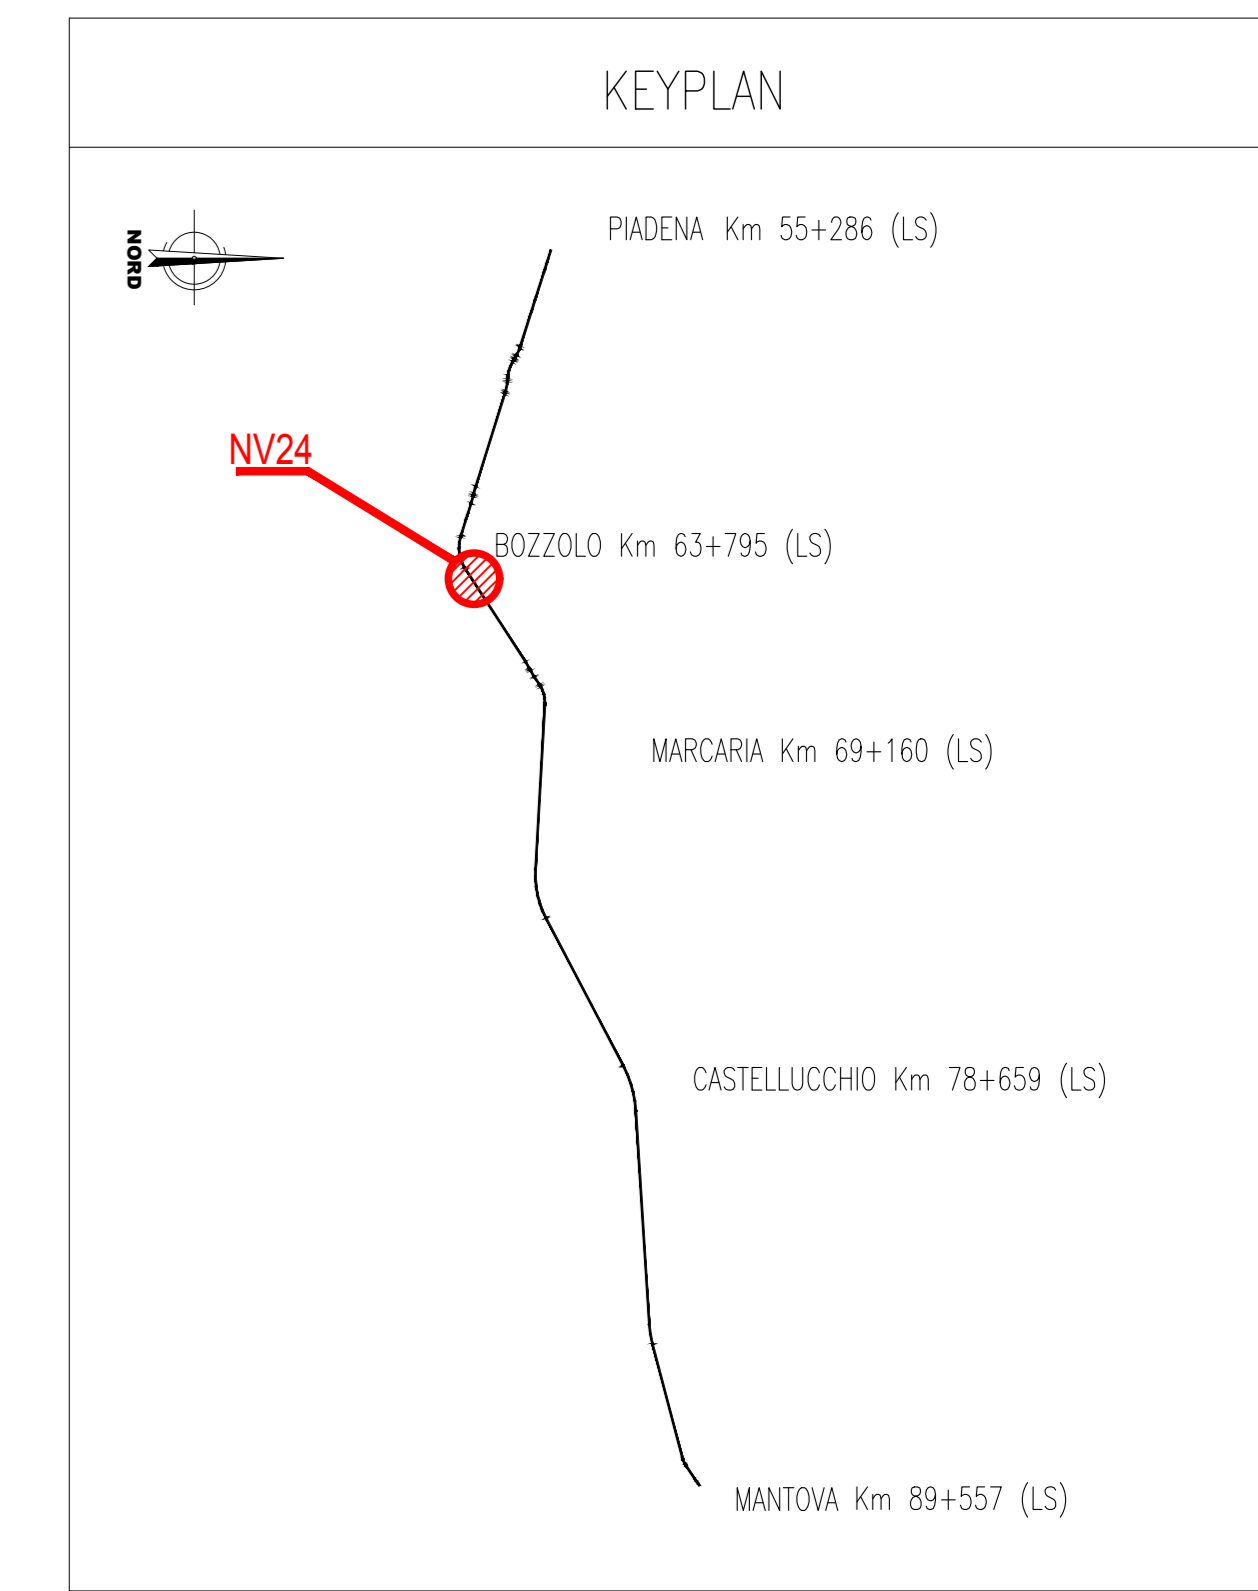 KEYPLAN
PIADENA Km 55+286 (LS)
NORD
NV24
BOZZOLO Km 63+795 (LS)
MARCARIA Km 69+160 (LS)
CASTELLUCCHIO Km 78+659 (LS)
MANTOVA Km 89+557 (LS)